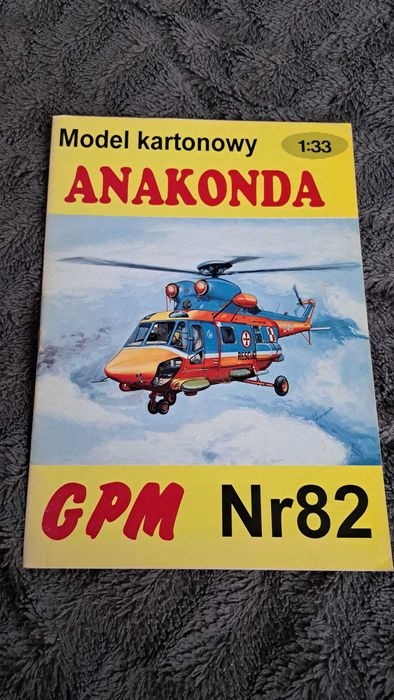 Model kartonowy 1:33
ANAKONDA
RESCUE
GPM Nr82